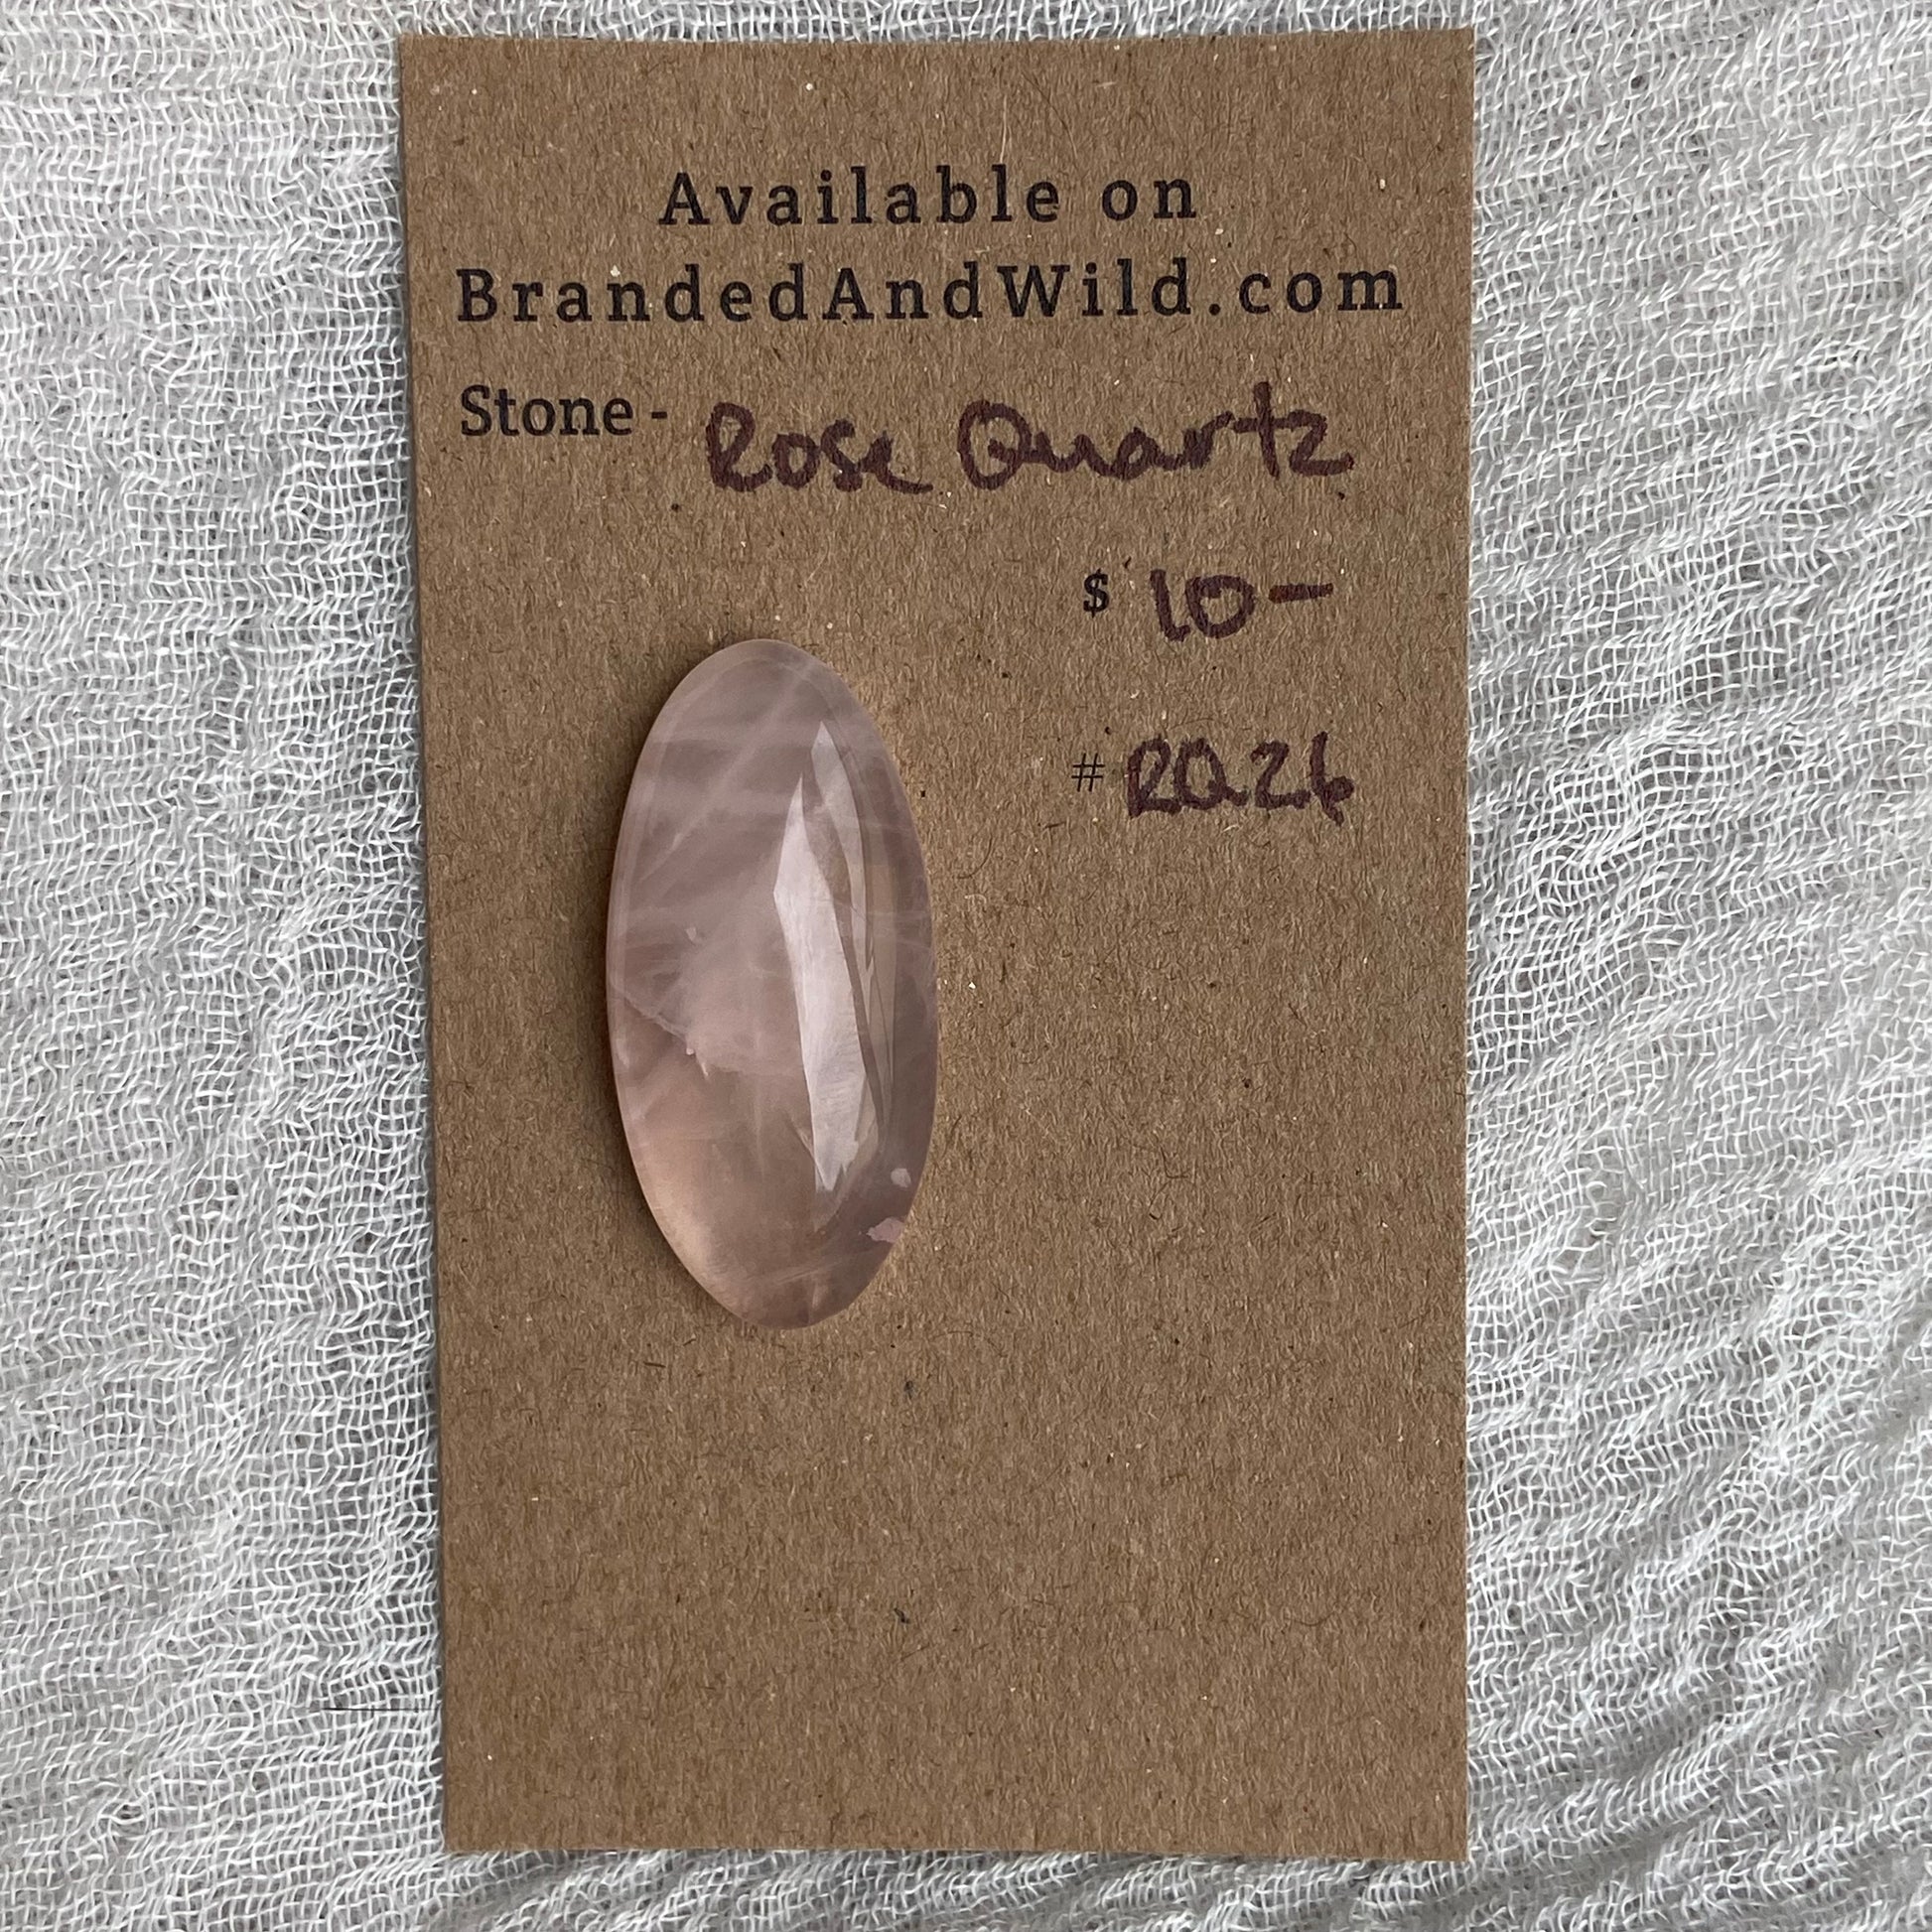 Available on
BrandedAndWild.com
Stone - Rose Quartz
$ 10-
# RQ26